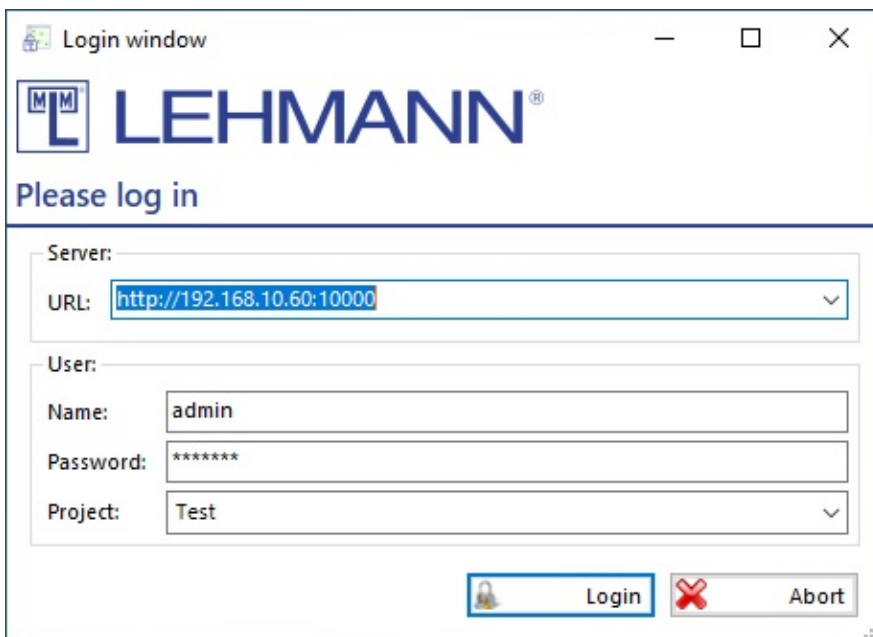 Login window
MLM LEHMANN®
Please log in
Server:
URL: http://192.168.10.60:10000
User:
Name: admin
Password: *******
Project: Test
Login Abort